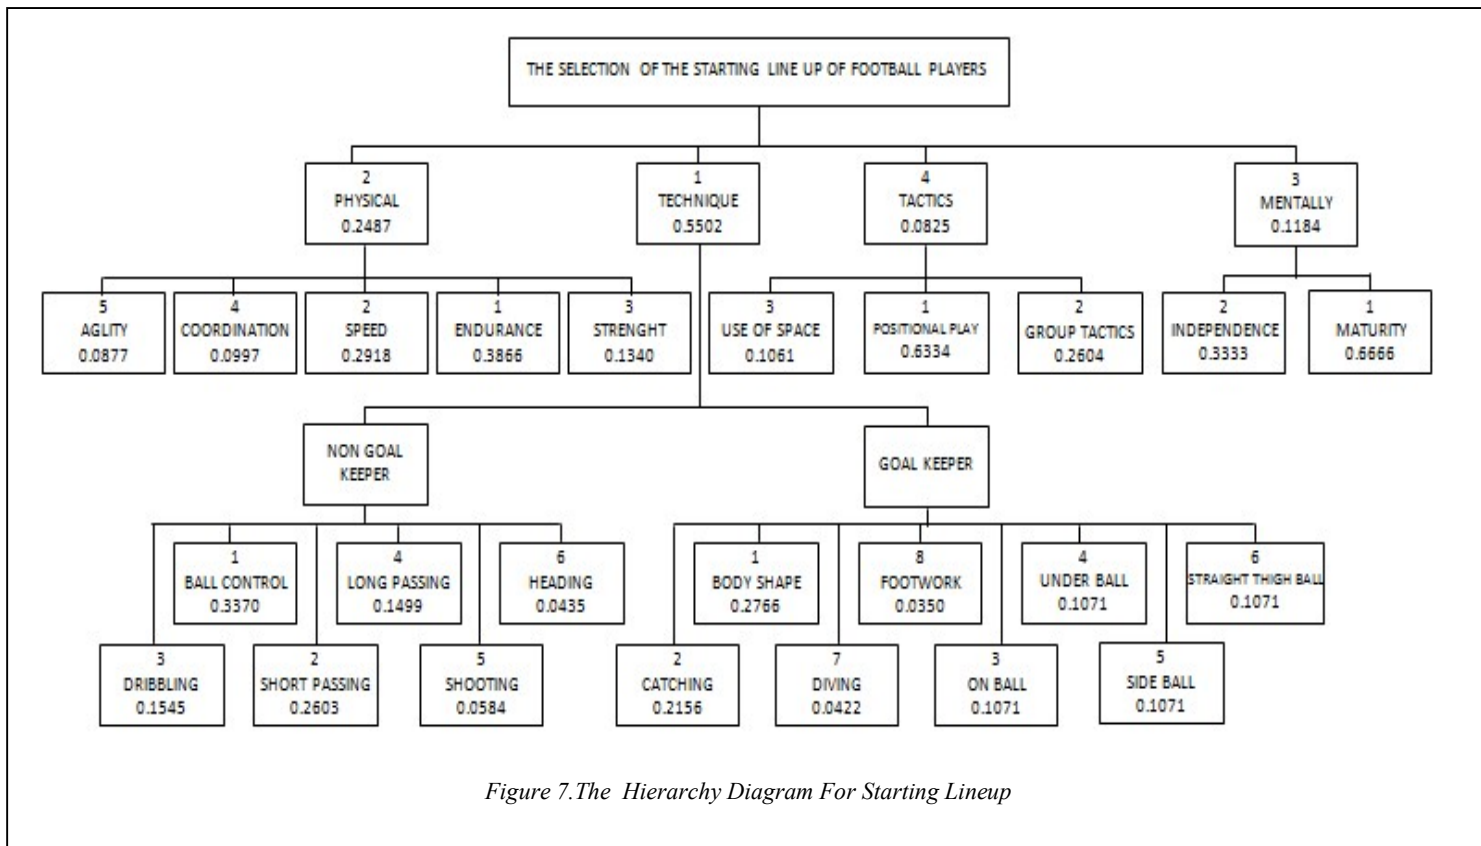 THE SELECTION OF THE STARTING LINE UP OF FOOTBALL PLAYERS
2
PHYSICAL
0.2487
1
TECHNIQUE
0.5502
4
TACTICS
0.0825
3
MENTALLY
0.1184
5
AGLITY
0.0877
4
COORDINATION
0.0997
2
SPEED
0.2918
1
ENDURANCE
0.3866
3
STRENGHT
0.1340
3
USE OF SPACE
0.1061
1
POSITIONAL PLAY
0.6334
2
GROUP TACTICS
0.2604
2
INDEPENDENCE
0.3333
1
MATURITY
0.6666
NON GOAL
KEEPER
GOAL KEEPER
1
BALL CONTROL
0.3370
4
LONG PASSING
0.1499
6
HEADING
0.0435
1
BODY SHAPE
0.2766
8
FOOTWORK
0.0350
4
UNDER BALL
0.1071
6
STRAIGHT THIGH BALL
0.1071
3
DRIBBLING
0.1545
2
SHORT PASSING
0.2603
5
SHOOTING
0.0584
2
CATCHING
0.2156
7
DIVING
0.0422
3
ON BALL
0.1071
5
SIDE BALL
0.1071
Figure 7.The Hierarchy Diagram For Starting Lineup